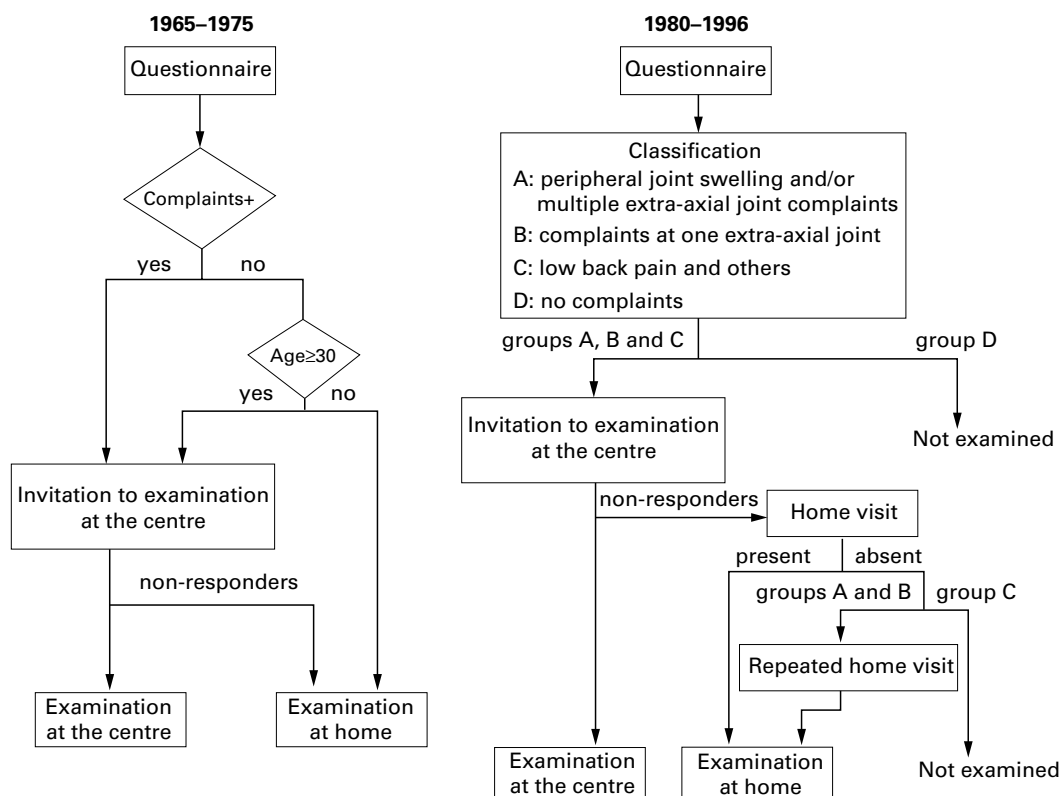 1965–1975
Questionnaire
Complaints+
yes
no
Age≥30
yes
no
Invitation to examination
at the centre
non-responders
Examination
at the centre
Examination
at home
1980–1996
Questionnaire
Classification
A: peripheral joint swelling and/or
multiple extra-axial joint complaints
B: complaints at one extra-axial joint
C: low back pain and others
D: no complaints
groups A, B and C
group D
Invitation to examination
at the centre
Not examined
non-responders
Home visit
present
absent
groups A and B
group C
Repeated home visit
Examination
at the centre
Examination
at home
Not examined